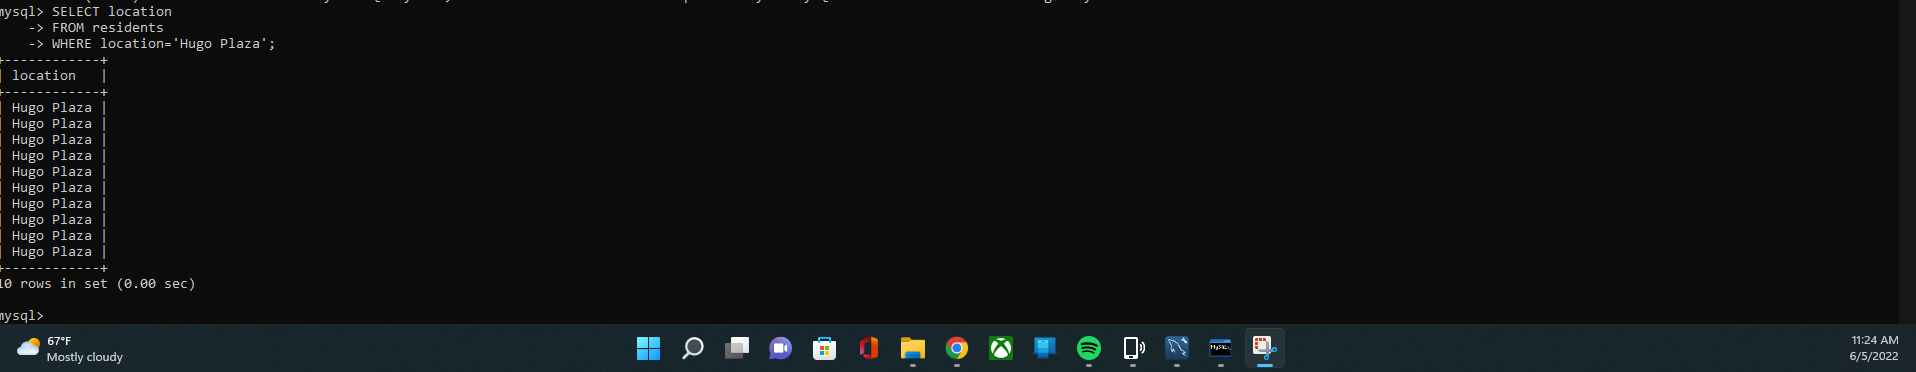 mysql> SELECT location
    -> FROM residents
    -> WHERE location='Hugo Plaza';
+------------+
| location   |
+------------+
| Hugo Plaza |
| Hugo Plaza |
| Hugo Plaza |
| Hugo Plaza |
| Hugo Plaza |
| Hugo Plaza |
| Hugo Plaza |
| Hugo Plaza |
| Hugo Plaza |
| Hugo Plaza |
+------------+
10 rows in set (0.00 sec)
mysql>
67°F
Mostly cloudy
11:24 AM
6/5/2022